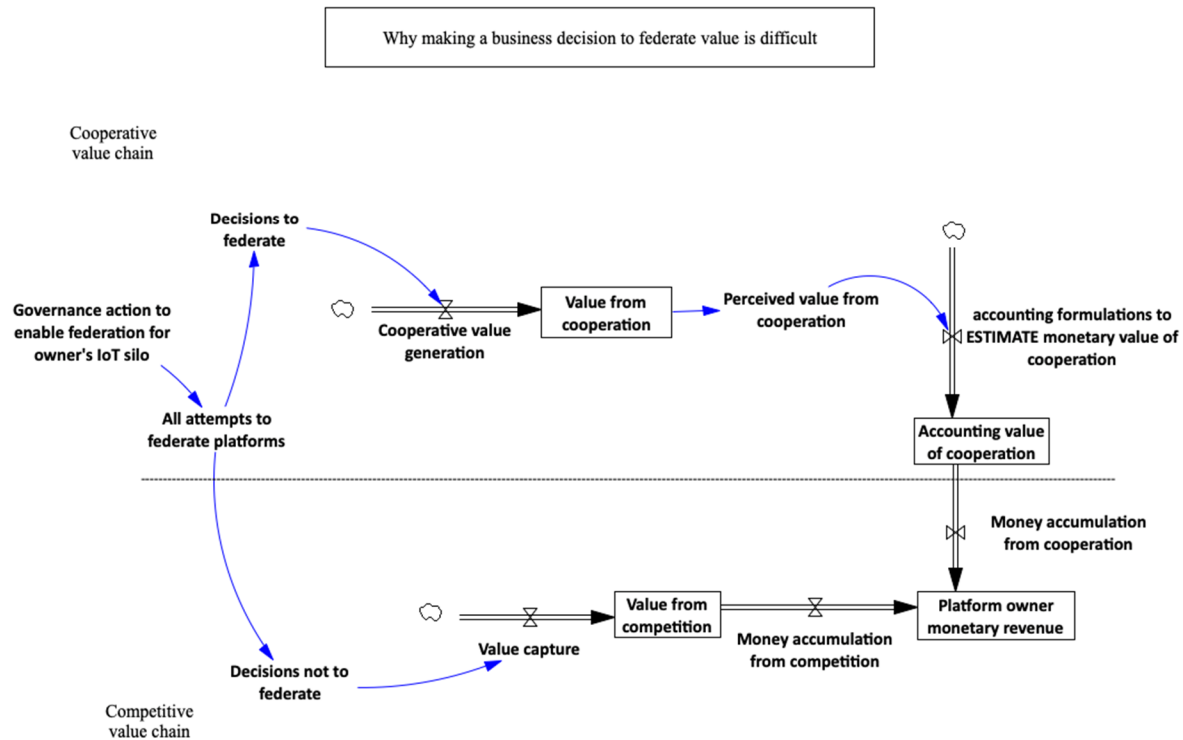 Why making a business decision to federate value is difficult
Cooperative
value chain
Decisions to
federate
Governance action to
enable federation for
owner's IoT silo
All attempts to
federate platforms
Cooperative value
generation
Value from
cooperation
Perceived value from
cooperation
accounting formulations to
ESTIMATE monetary value of
cooperation
Accounting value
of cooperation
Money accumulation
from cooperation
Value from
competition
Platform owner
monetary revenue
Value capture
Money accumulation
from competition
Decisions not to
federate
Competitive
value chain